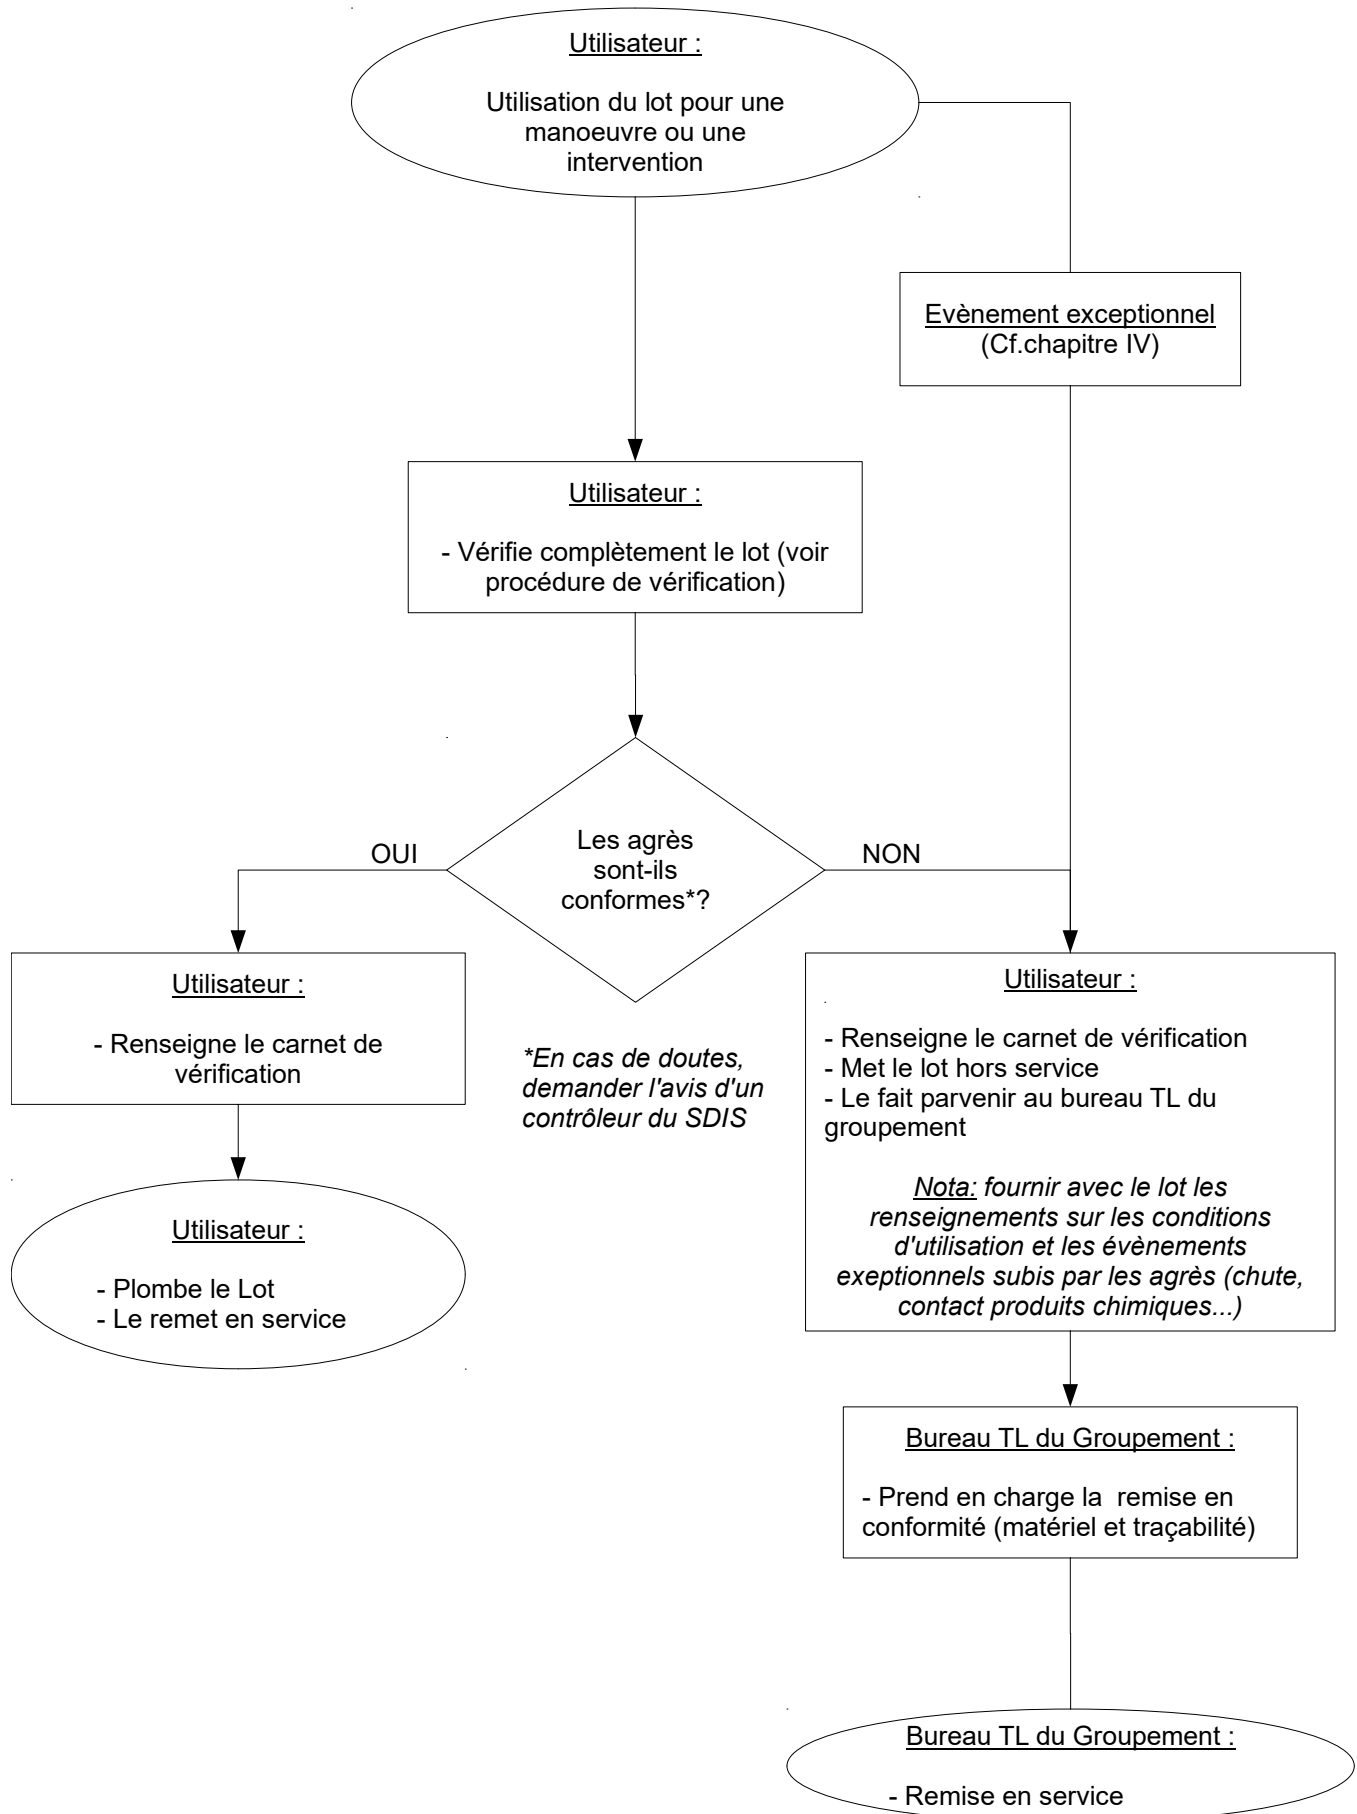 Utilisateur :
Utilisation du lot pour une
manoeuvre ou une
intervention
Evènement exceptionnel
(Cf.chapitre IV)
Utilisateur :
- Vérifie complètement le lot (voir
procédure de vérification)
Les agrès
sont-ils
conformes*?
OUI
NON
Utilisateur :
- Renseigne le carnet de
vérification
*En cas de doutes,
demander l'avis d'un
contrôleur du SDIS
Utilisateur :
- Renseigne le carnet de vérification
- Met le lot hors service
- Le fait parvenir au bureau TL du
groupement
Nota: fournir avec le lot les
renseignements sur les conditions
d'utilisation et les évènements
exeptionnels subis par les agrès (chute,
contact produits chimiques...)
Utilisateur :
- Plombe le Lot
- Le remet en service
Bureau TL du Groupement :
- Prend en charge la  remise en
conformité (matériel et traçabilité)
Bureau TL du Groupement :
- Remise en service